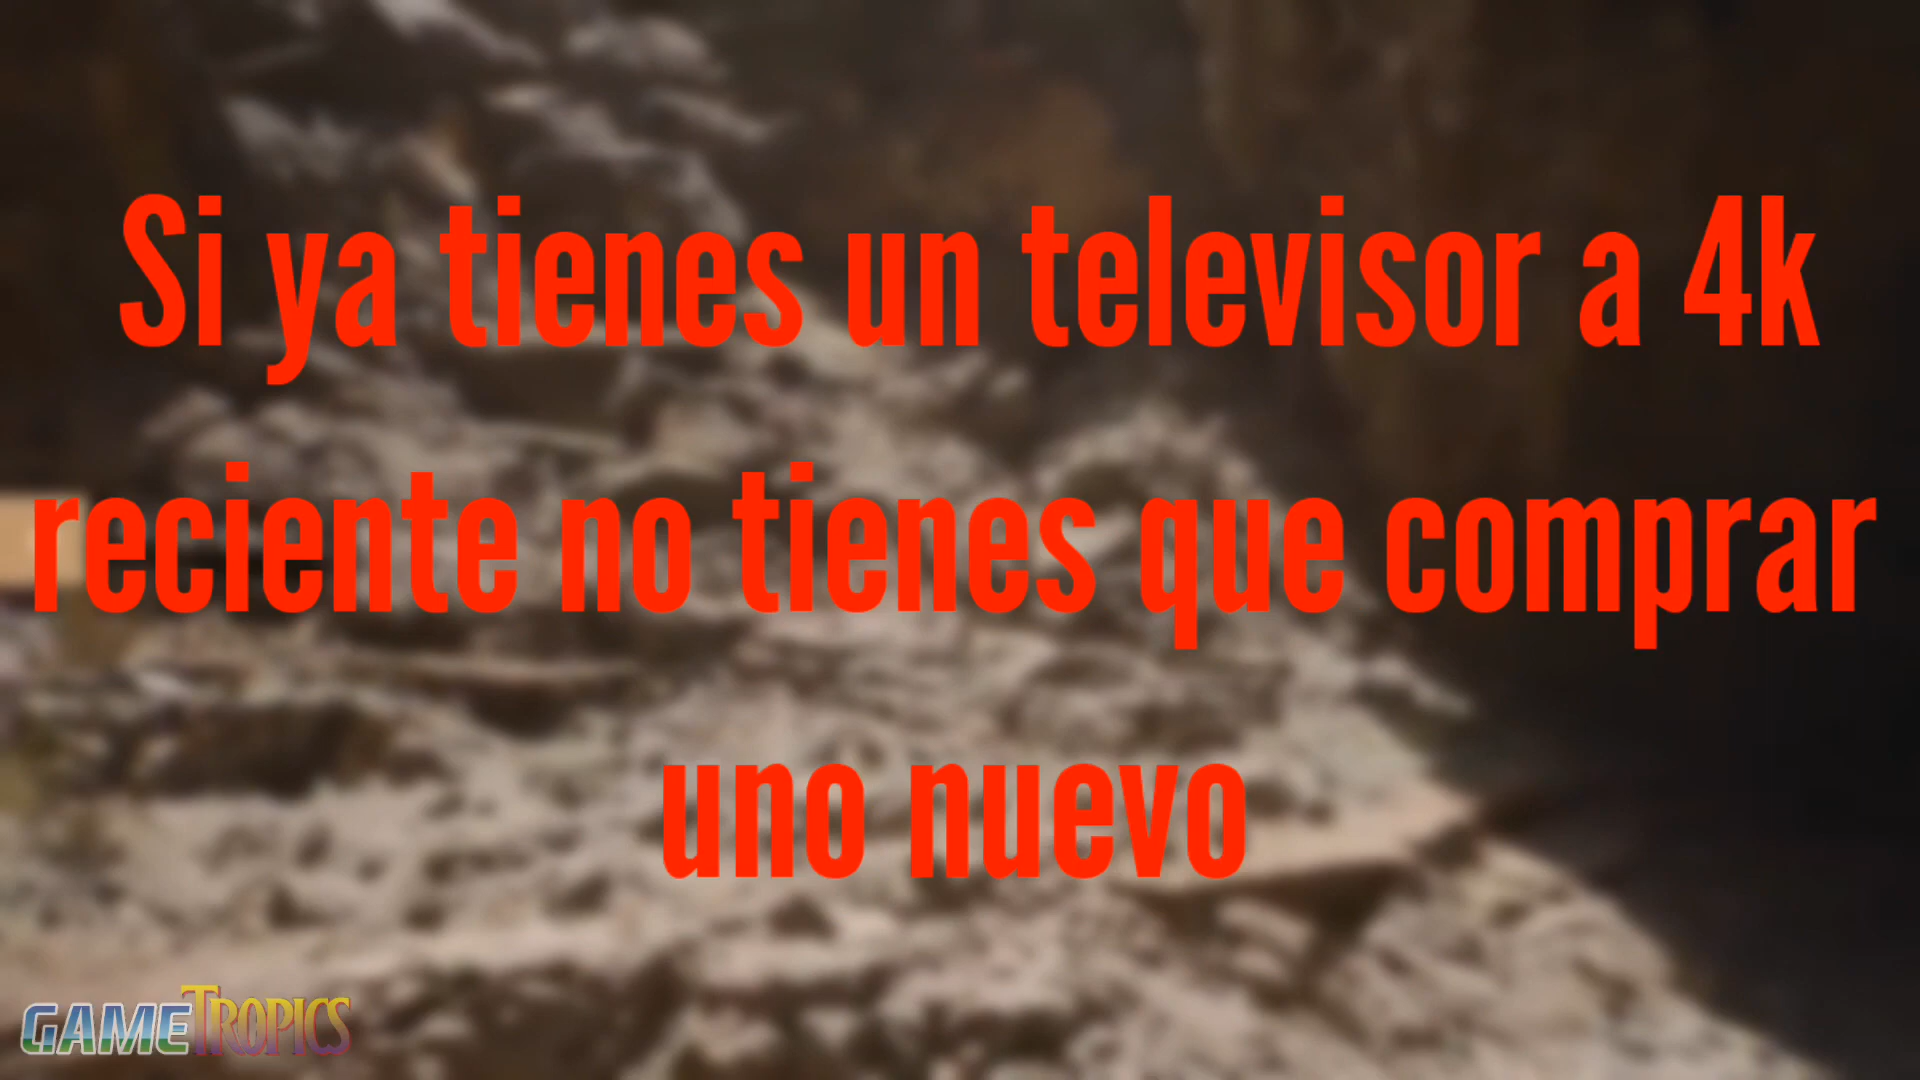 Si ya tienes un televisor a 4k
reciente no tienes que comprar
uno nuevo
GAMETROPICS